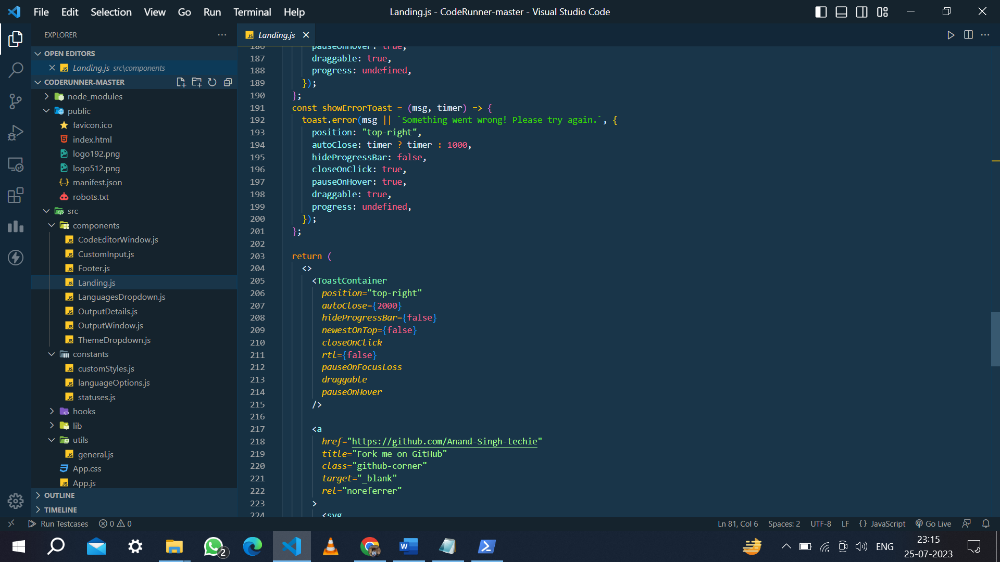 File Edit Selection View Go Run Terminal Help
Landing.js - CodeRunner-master - Visual Studio Code
EXPLORER
OPEN EDITORS
Landing.js src\components
CODERUNNER-MASTER
node_modules
public
favicon.ico
index.html
logo192.png
logo512.png
manifest.json
robots.txt
src
components
CodeEditorWindow.js
CustomInput.js
Footer.js
Landing.js
LanguagesDropdown.js
OutputDetails.js
OutputWindow.js
ThemeDropdown.js
constants
customStyles.js
languageOptions.js
statuses.js
hooks
lib
utils
general.js
App.css
App.js
OUTLINE
TIMELINE
Landing.js
186 pauseOnHover: true,
187 draggable: true,
188 progress: undefined,
189 });
190 };
191 const showErrorToast = (msg, timer) => {
192 toast.error(msg || `Something went wrong! Please try again.`, {
193 position: "top-right",
194 autoClose: timer ? timer : 1000,
195 hideProgressBar: false,
196 closeOnClick: true,
197 pauseOnHover: true,
198 draggable: true,
199 progress: undefined,
200 });
201 };
202
203 return (
204 <>
205 <ToastContainer
206 position="top-right"
207 autoClose={2000}
208 hideProgressBar={false}
209 newestOnTop={false}
210 closeOnClick
211 rtl={false}
212 pauseOnFocusLoss
213 draggable
214 pauseOnHover
215 />
216
217 <a
218 href="https://github.com/Anand-Singh-techie"
219 title="Fork me on GitHub"
220 class="github-corner"
221 target="_blank"
222 rel="noreferrer"
223 >
224 <svg
Run Testcases 0 0
Ln 81, Col 6 Spaces: 2 UTF-8 LF {} JavaScript Go Live
2
ENG
23:15
25-07-2023